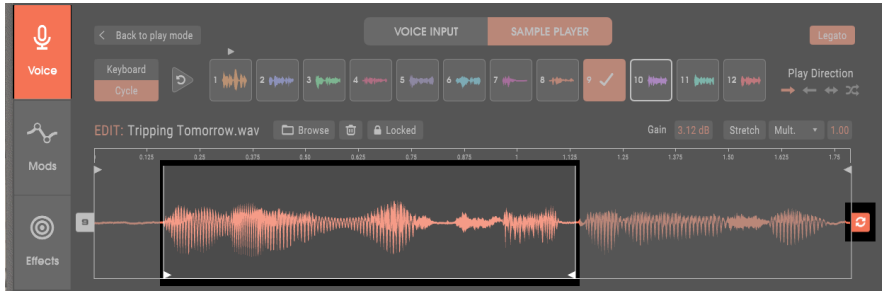 Voice
Mods
Effects
Back to play mode
VOICE INPUT
SAMPLE PLAYER
Legato
Keyboard
Cycle
1
2
3
4
5
6
7
8
9
10
11
12
Play Direction
EDIT: Tripping Tomorrow.wav
Browse
Locked
Gain
3.12 dB
Stretch
Mult.
1.00
0.125
0.25
0.375
0.50
0.625
0.75
0.875
1
1.125
1.25
1.375
1.50
1.625
1.75